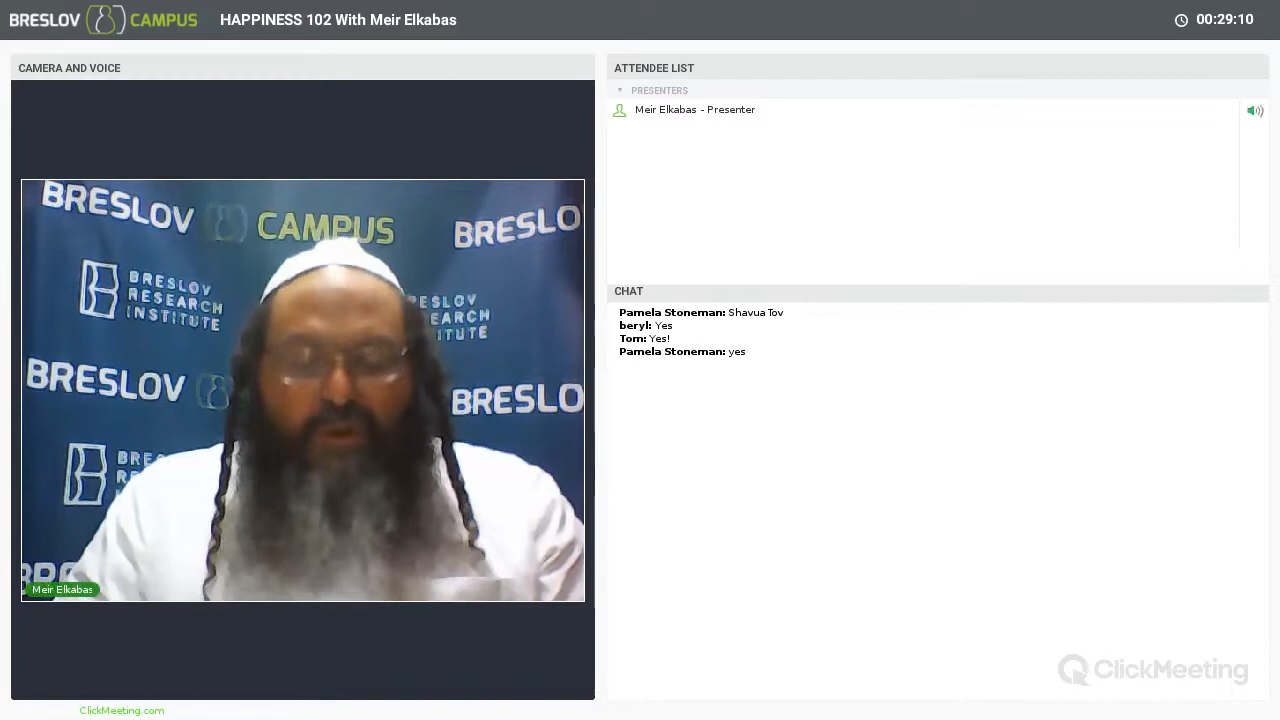 BRESLOV CAMPUS HAPPINESS 102 With Meir Elkabas 00:29:10
CAMERA AND VOICE
BRESLOV CAMPUS BRESLO
BRESLOV
RESEARCH
INSTITUTE
BRESLOV
BRESLO
Meir Elkabas
ATTENDEE LIST
PRESENTERS
Meir Elkabas - Presenter
CHAT
Pamela Stoneman: Shavua Tov
beryl: Yes
Tom: Yes!
Pamela Stoneman: yes
ClickMeeting
ClickMeeting.com